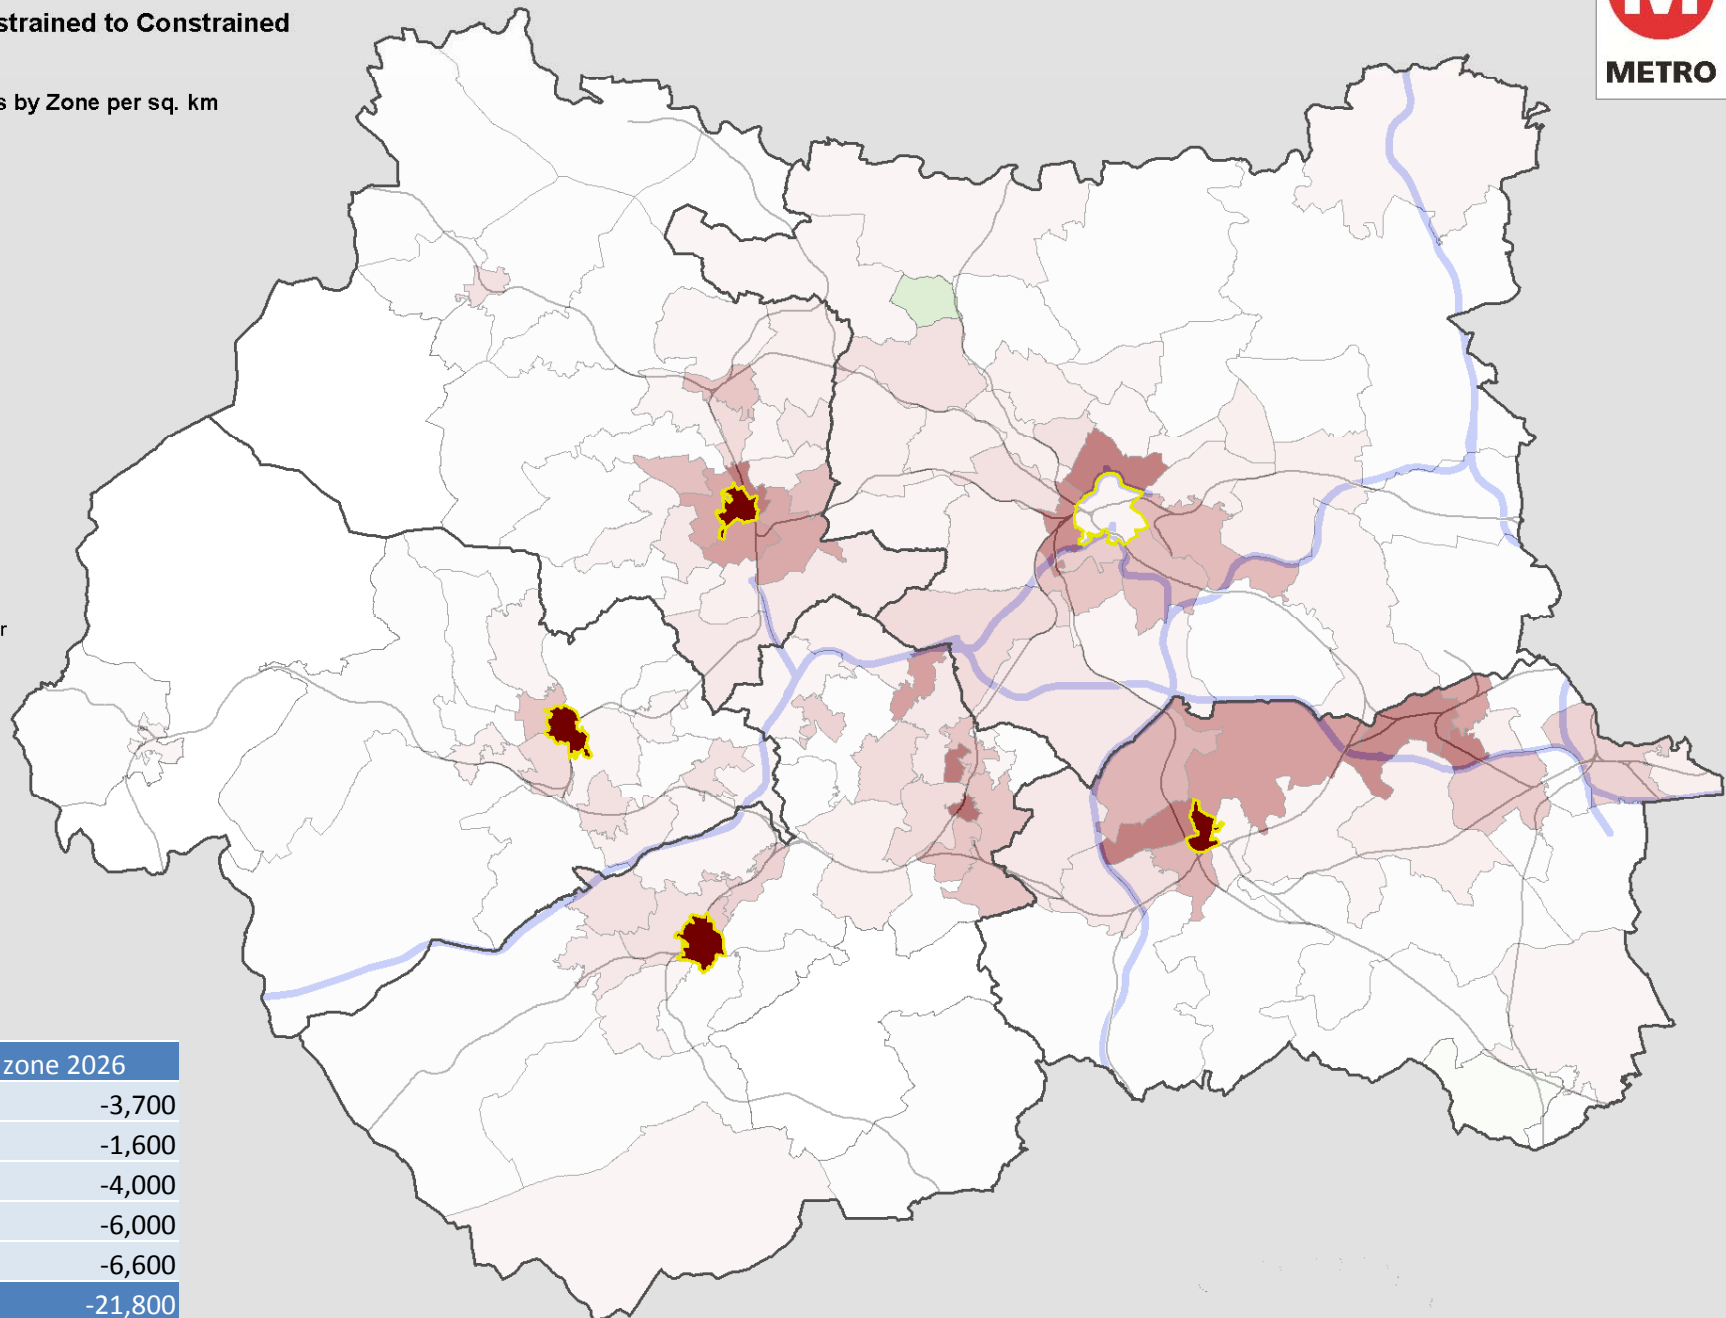 strained to Constrained
METRO
s by Zone per sq. km
r
zone 2026
-3,700
-1,600
-4,000
-6,000
-6,600
-21,800